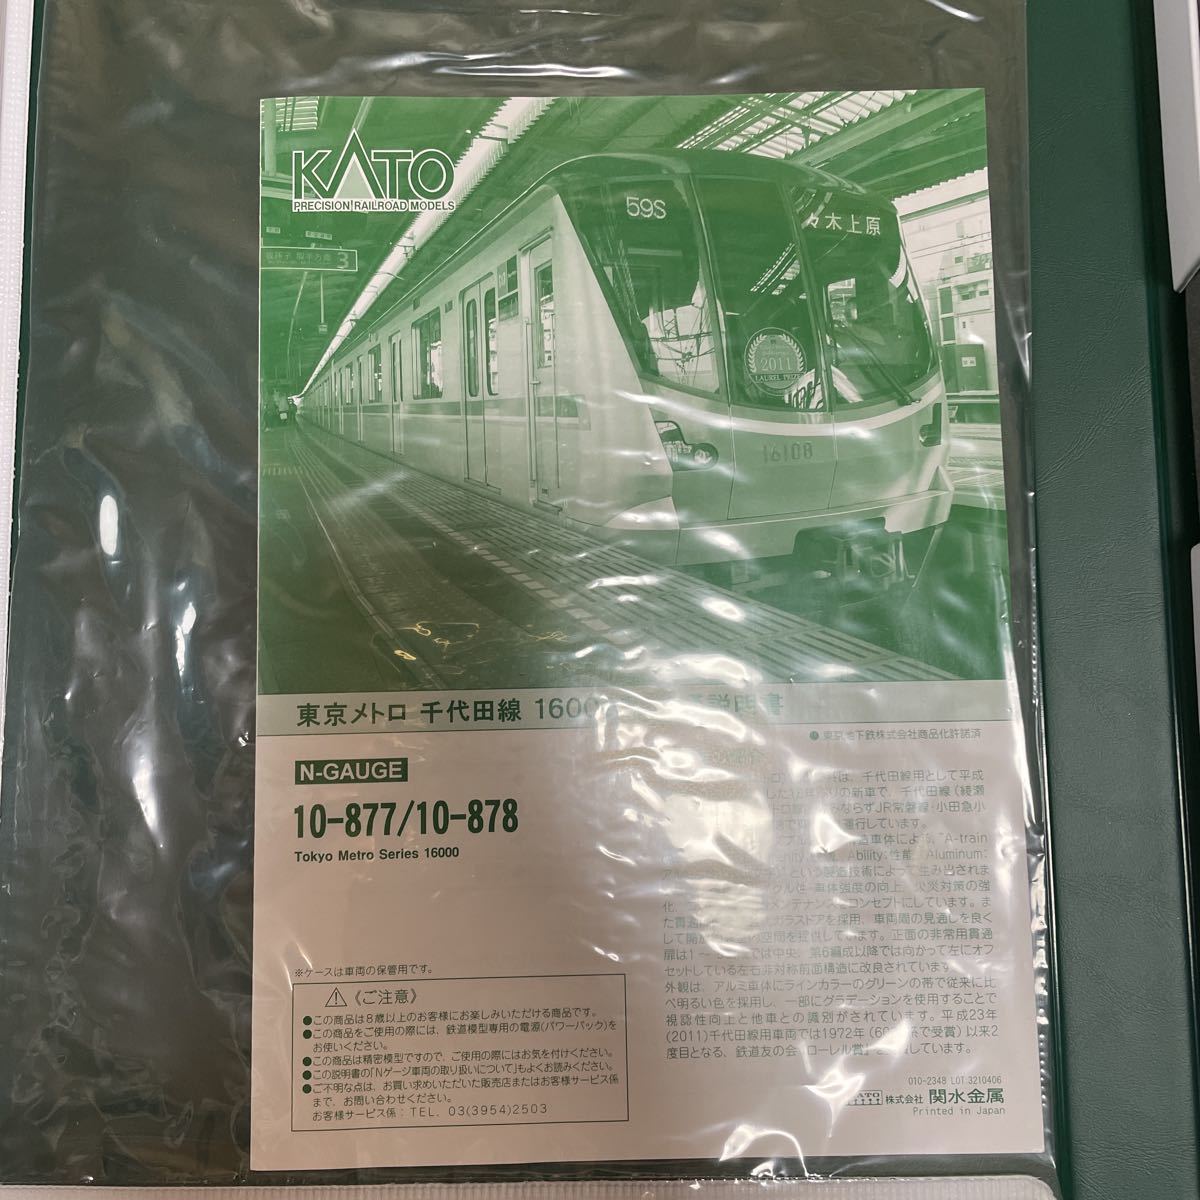 KATO
PRECISION RAILROAD MODELS
59S
々木上原
3
2011
LAUREL PRIZE
16108
東京メトロ 千代田線 1600 説明書
●東京地下鉄株式会社商品化許諾済
N-GAUGE
10-877/10-878
Tokyo Metro Series 16000
は、千代田線用として平成
の新車で、千代田線(綾瀬
ならずJR常磐線・小田急小
運行しています。
"A-train
Ability:性能 Aluminum:
という製造技術によって生み出されま
車体強度の向上、火災対策の強
化、 メンテナンス コンセプトにしています。ま
た貫通 ガラスドアを採用、車両間の見通しを良く
して開放 空間を提供しています。正面の非常用貫通
扉は1～ では中央、第6編成以降では向かって左にオフ
セットしている左右非対称前面構造に改良されています。
外観は、アルミ車体にラインカラーのグリーンの帯で従来に比
べ明るい色を採用し、一部にグラデーションを使用することで
視認性向上と他車との識別がされています。平成23年
(2011)千代田線用車両では1972年 で受賞)以来2
度目となる、鉄道友の会「ローレル賞」 しています。
※ケースは車両の保管用です。
⚠《ご注意》
●この商品は8歳以上のお客様にお楽しみいただける商品です。
●この商品をご使用の際には、鉄道模型専用の電源(パワーパック)を
お使いください。
●この商品は精密模型ですので、ご使用の際にはお気を付けください。
●この説明書の「Nゲージ車両の取り扱いについて」もよくお読みください。
●ご不明な点は、お買い求めいただいた販売店またはお客様サービス係
まで、お問い合わせください。
お客様サービス係：TEL. 03(3954)2503
010-2348 LOT.3210406
KATO 株式会社 関水金属
Printed in Japan